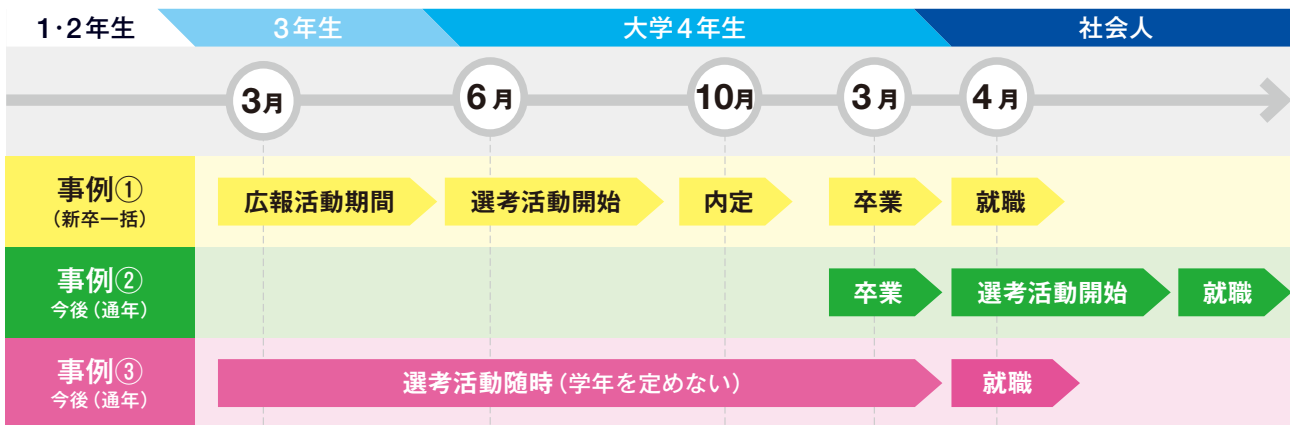 1・2年生
3年生
大学4年生
社会人
3月
6月
10月
3月
4月
事例①
(新卒一括)
広報活動期間
選考活動開始
内定
卒業
就職
事例②
今後(通年)
卒業
選考活動開始
就職
事例③
今後(通年)
選考活動随時(学年を定めない)
就職